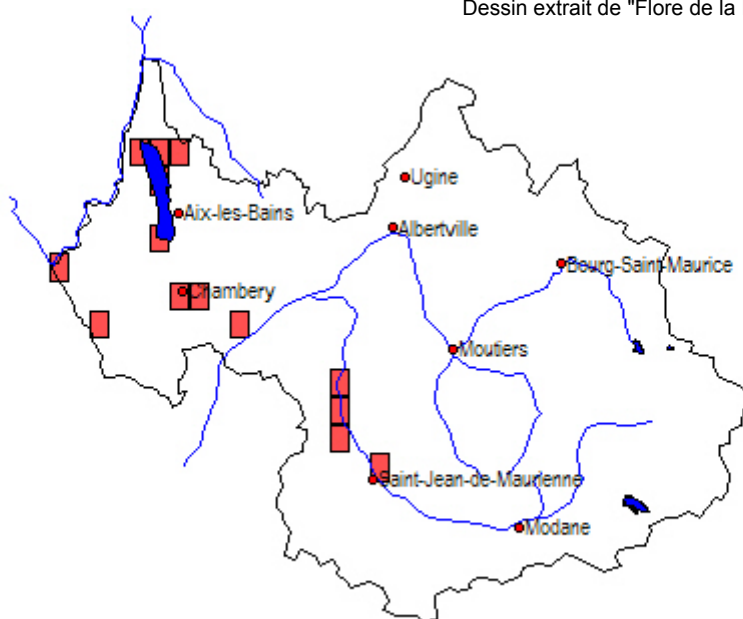 Dessin extrait de "Flore de la
Ugine
Aix-les-Bains
Albertville
Bourg-Saint-Maurice
Chambery
Moutiers
Saint-Jean-de-Maurienne
Modane